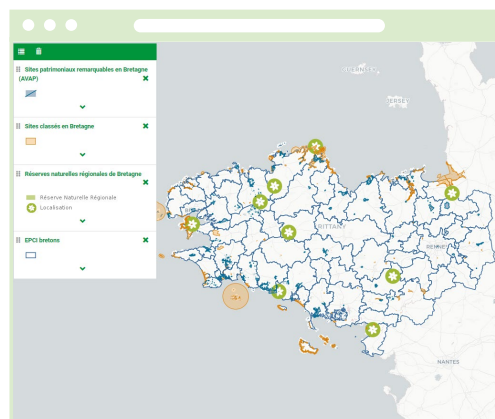 Sites patrimoniaux remarquables en Bretagne
(AVAP)
Sites classés en Bretagne
Réserves naturelles régionales de Bretagne
Réserve Naturelle Régionale
Localisation
EPCI bretons
GUERNSEY
JERSEY
BRITTANY
RENNES
NANTES